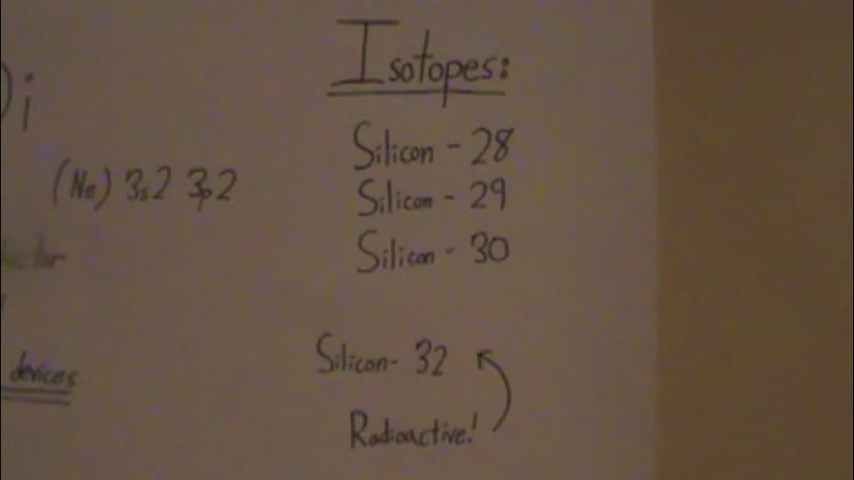 Isotopes:
Silicon - 28
(Ne) 3s2 3p2
Silicon - 29
Silicon - 30
Silicon- 32
devices
Radioactive!